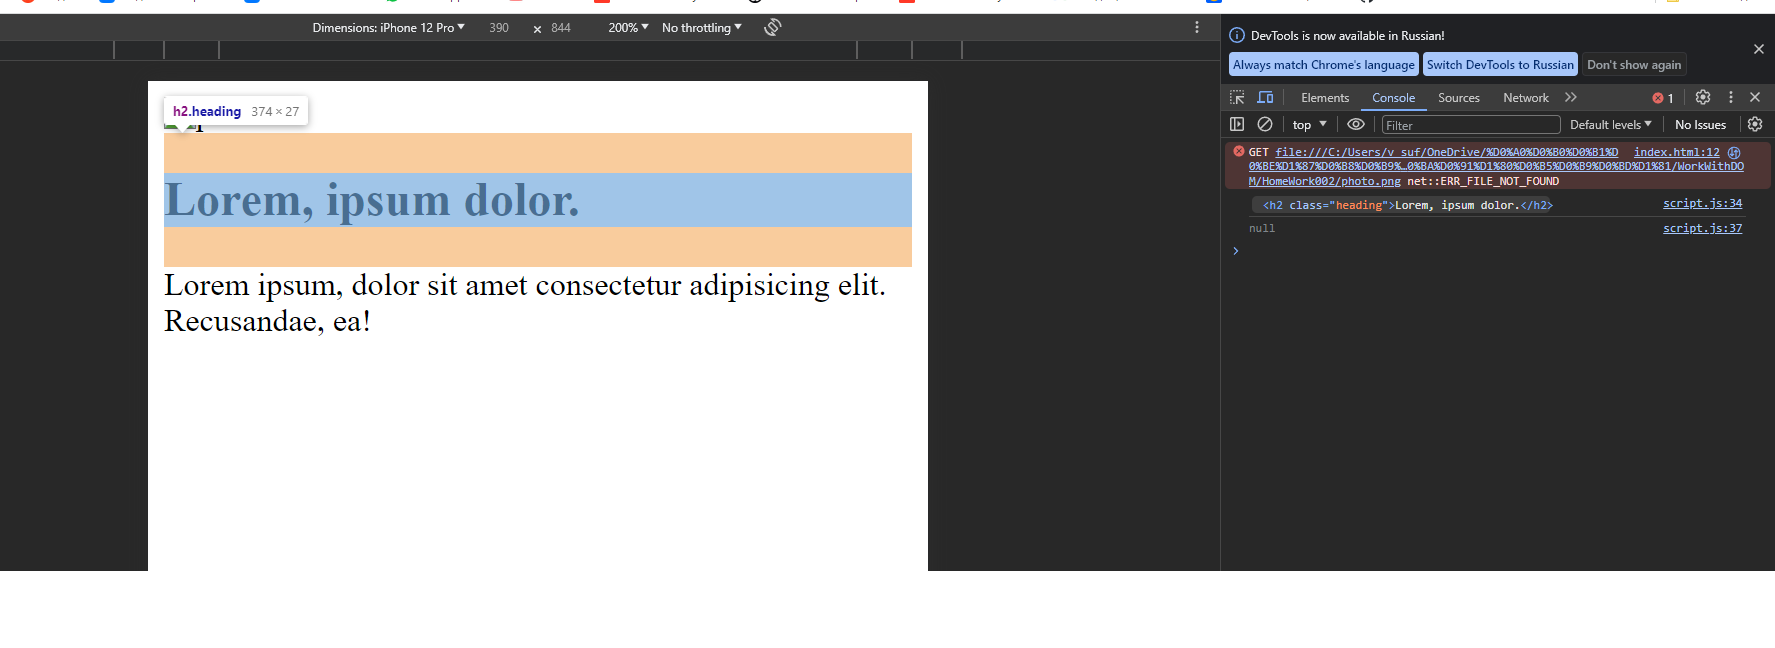 Dimensions: iPhone 12 Pro 390 × 844 200% No throttling
DevTools is now available in Russian!
Always match Chrome's language Switch DevTools to Russian Don't show again
Elements Console Sources Network 1
top Filter Default levels No Issues
h2.heading 374 × 27
Lorem, ipsum dolor.
Lorem ipsum, dolor sit amet consectetur adipisicing elit.
Recusandae, ea!
GET file:///C:/Users/v_suf/OneDrive/%D0%A0%D0%B0%D0%B1%D index.html:12
0%BE%D1%87%D0%B8%D0%B9%…0%BA%D0%91%D1%80%D0%B5%D0%B9%D0%BD%D1%81/WorkWithDO
M/HomeWork002/photo.png net::ERR_FILE_NOT_FOUND
<h2 class="heading">Lorem, ipsum dolor.</h2> script.js:34
null script.js:37